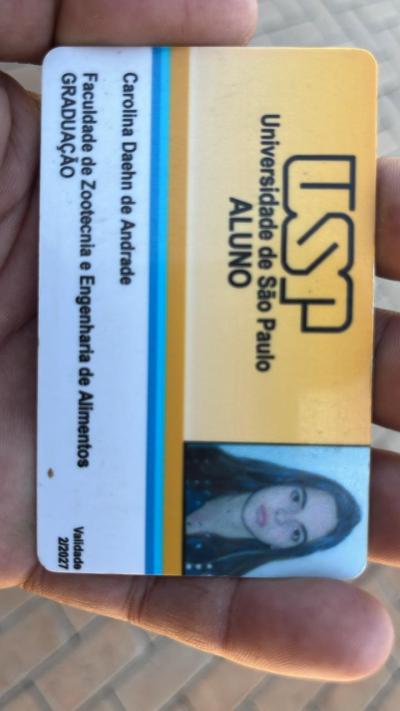 USP
Universidade de São Paulo
ALUNO
Carolina Daehn de Andrade
Faculdade de Zootecnia e Engenharia de Alimentos
GRADUAÇÃO
Validade
2/2027